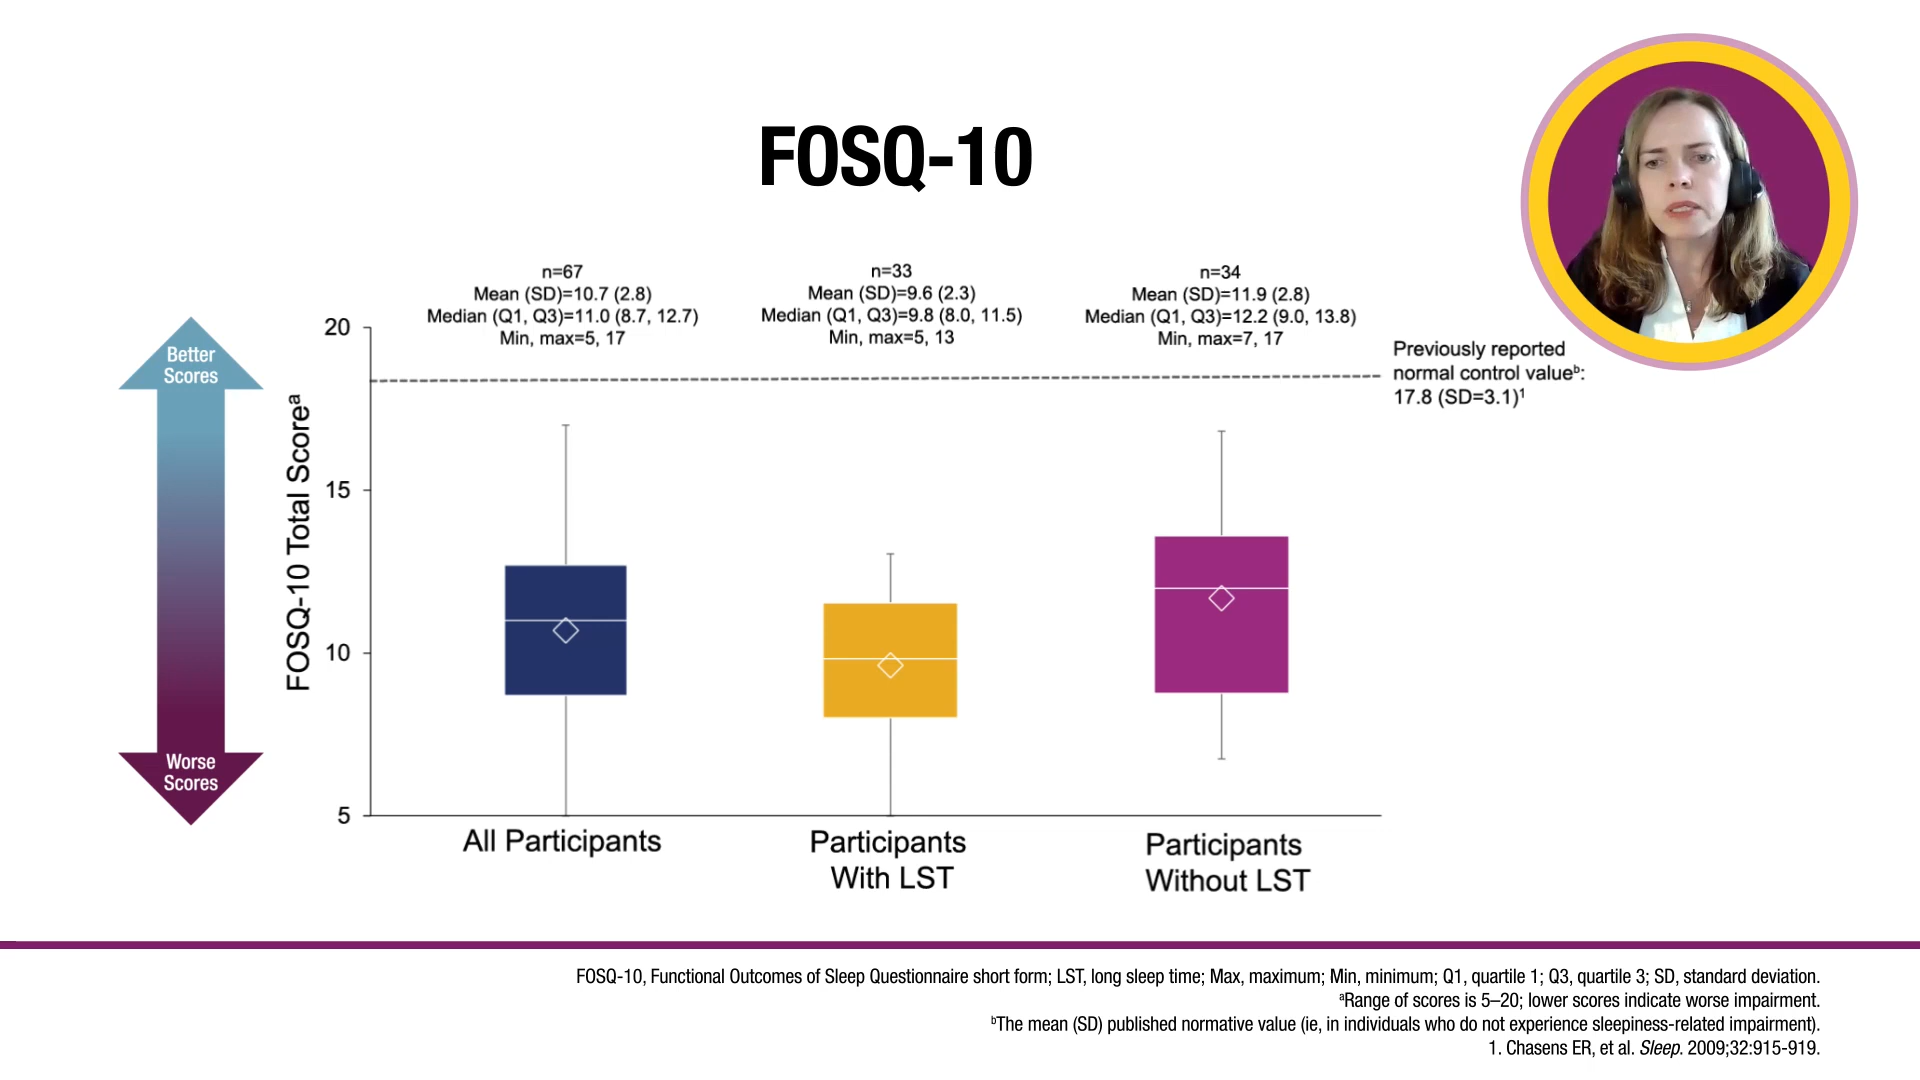 FOSQ-10
n=67
Mean (SD)=10.7 (2.8)
Median (Q1, Q3)=11.0 (8.7, 12.7)
Min, max=5, 17
n=33
Mean (SD)=9.6 (2.3)
Median (Q1, Q3)=9.8 (8.0, 11.5)
Min, max=5, 13
n=34
Mean (SD)=11.9 (2.8)
Median (Q1, Q3)=12.2 (9.0, 13.8)
Min, max=7, 17
Previously reported
normal control valueᵇ:
17.8 (SD=3.1)¹
Better
Scores
Worse
Scores
FOSQ-10 Total Scoreᵃ
20
15
10
5
All Participants
Participants
With LST
Participants
Without LST
FOSQ-10, Functional Outcomes of Sleep Questionnaire short form; LST, long sleep time; Max, maximum; Min, minimum; Q1, quartile 1; Q3, quartile 3; SD, standard deviation.
ᵃRange of scores is 5–20; lower scores indicate worse impairment.
ᵇThe mean (SD) published normative value (ie, in individuals who do not experience sleepiness-related impairment).
1. Chasens ER, et al. Sleep. 2009;32:915-919.